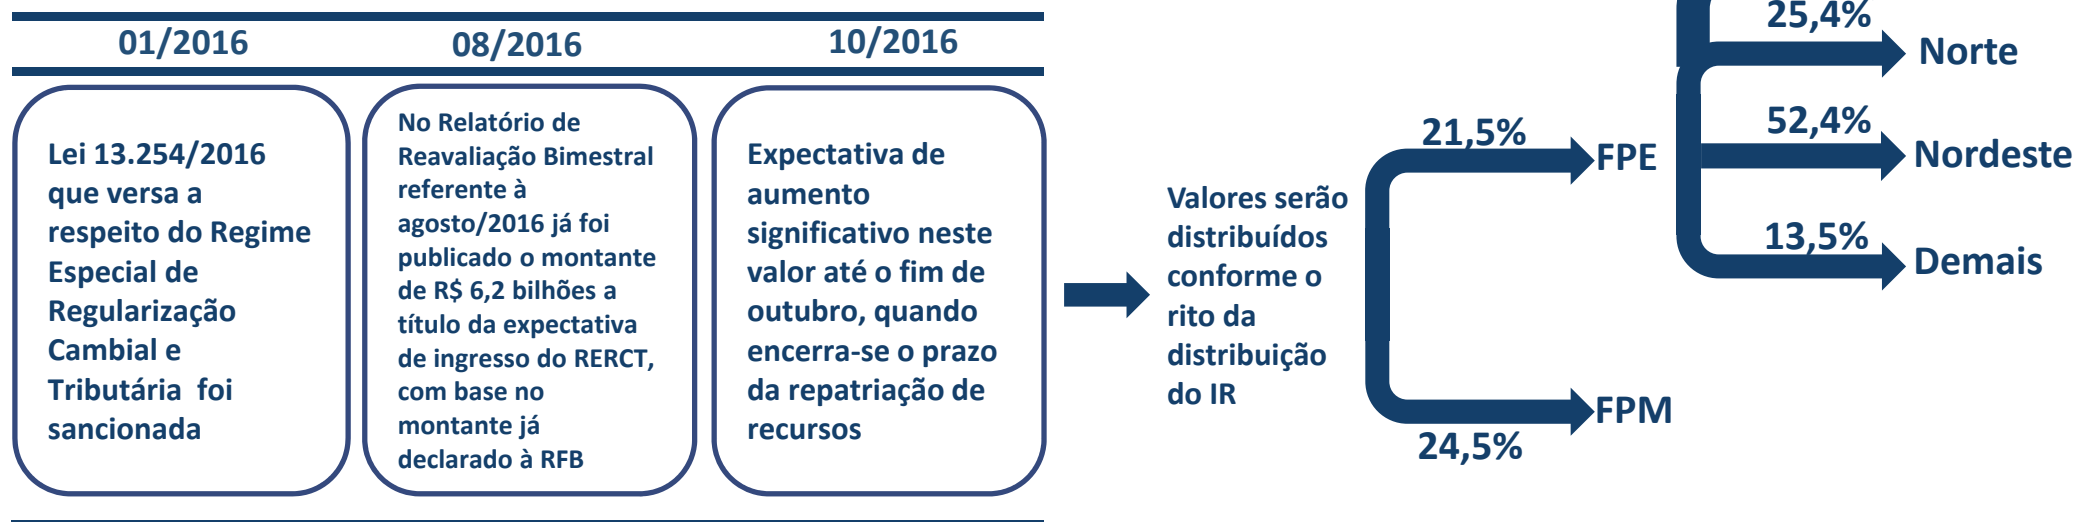 01/2016
08/2016
10/2016
Lei 13.254/2016
que versa a
respeito do Regime
Especial de
Regularização
Cambial e
Tributária foi
sancionada
No Relatório de
Reavaliação Bimestral
referente à
agosto/2016 já foi
publicado o montante
de R$ 6,2 bilhões a
título da expectativa
de ingresso do RERCT,
com base no
montante já
declarado à RFB
Expectativa de
aumento
significativo neste
valor até o fim de
outubro, quando
encerra-se o prazo
da repatriação de
recursos
Valores serão
distribuídos
conforme o
rito da
distribuição
do IR
21,5%
FPE
24,5%
FPM
25,4%
Norte
52,4%
Nordeste
13,5%
Demais